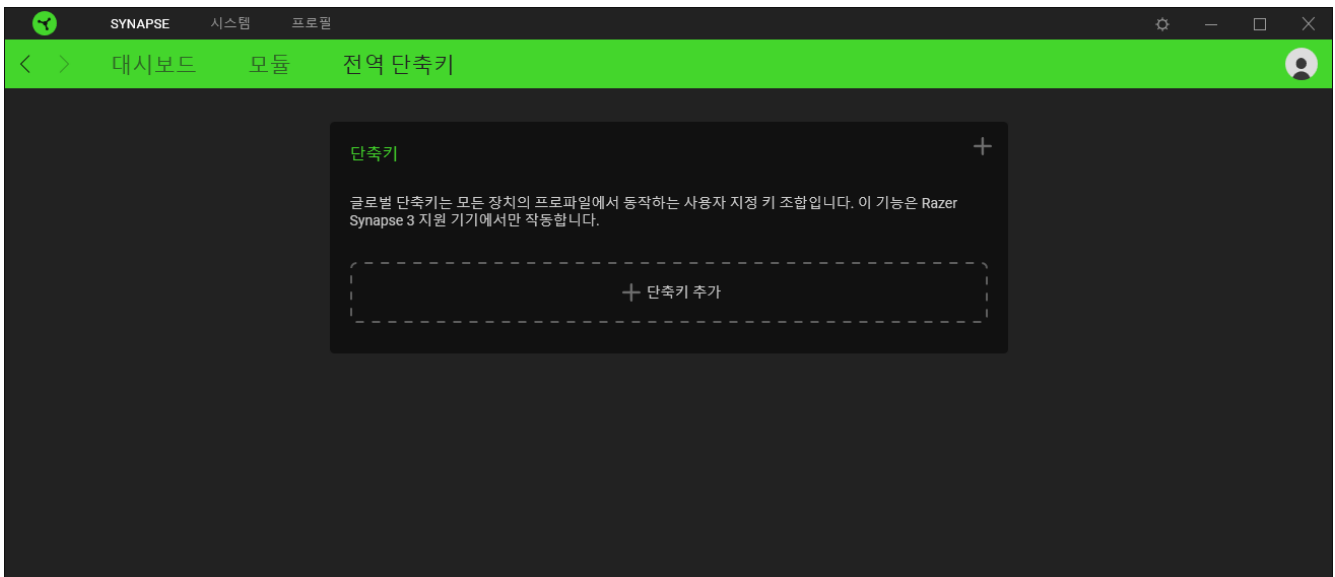 SYNAPSE 시스템 프로필
대시보드 모듈 전역 단축키
단축키
글로벌 단축키는 모든 장치의 프로파일에서 동작하는 사용자 지정 키 조합입니다. 이 기능은 Razer
Synapse 3 지원 기기에서만 작동합니다.
단축키 추가